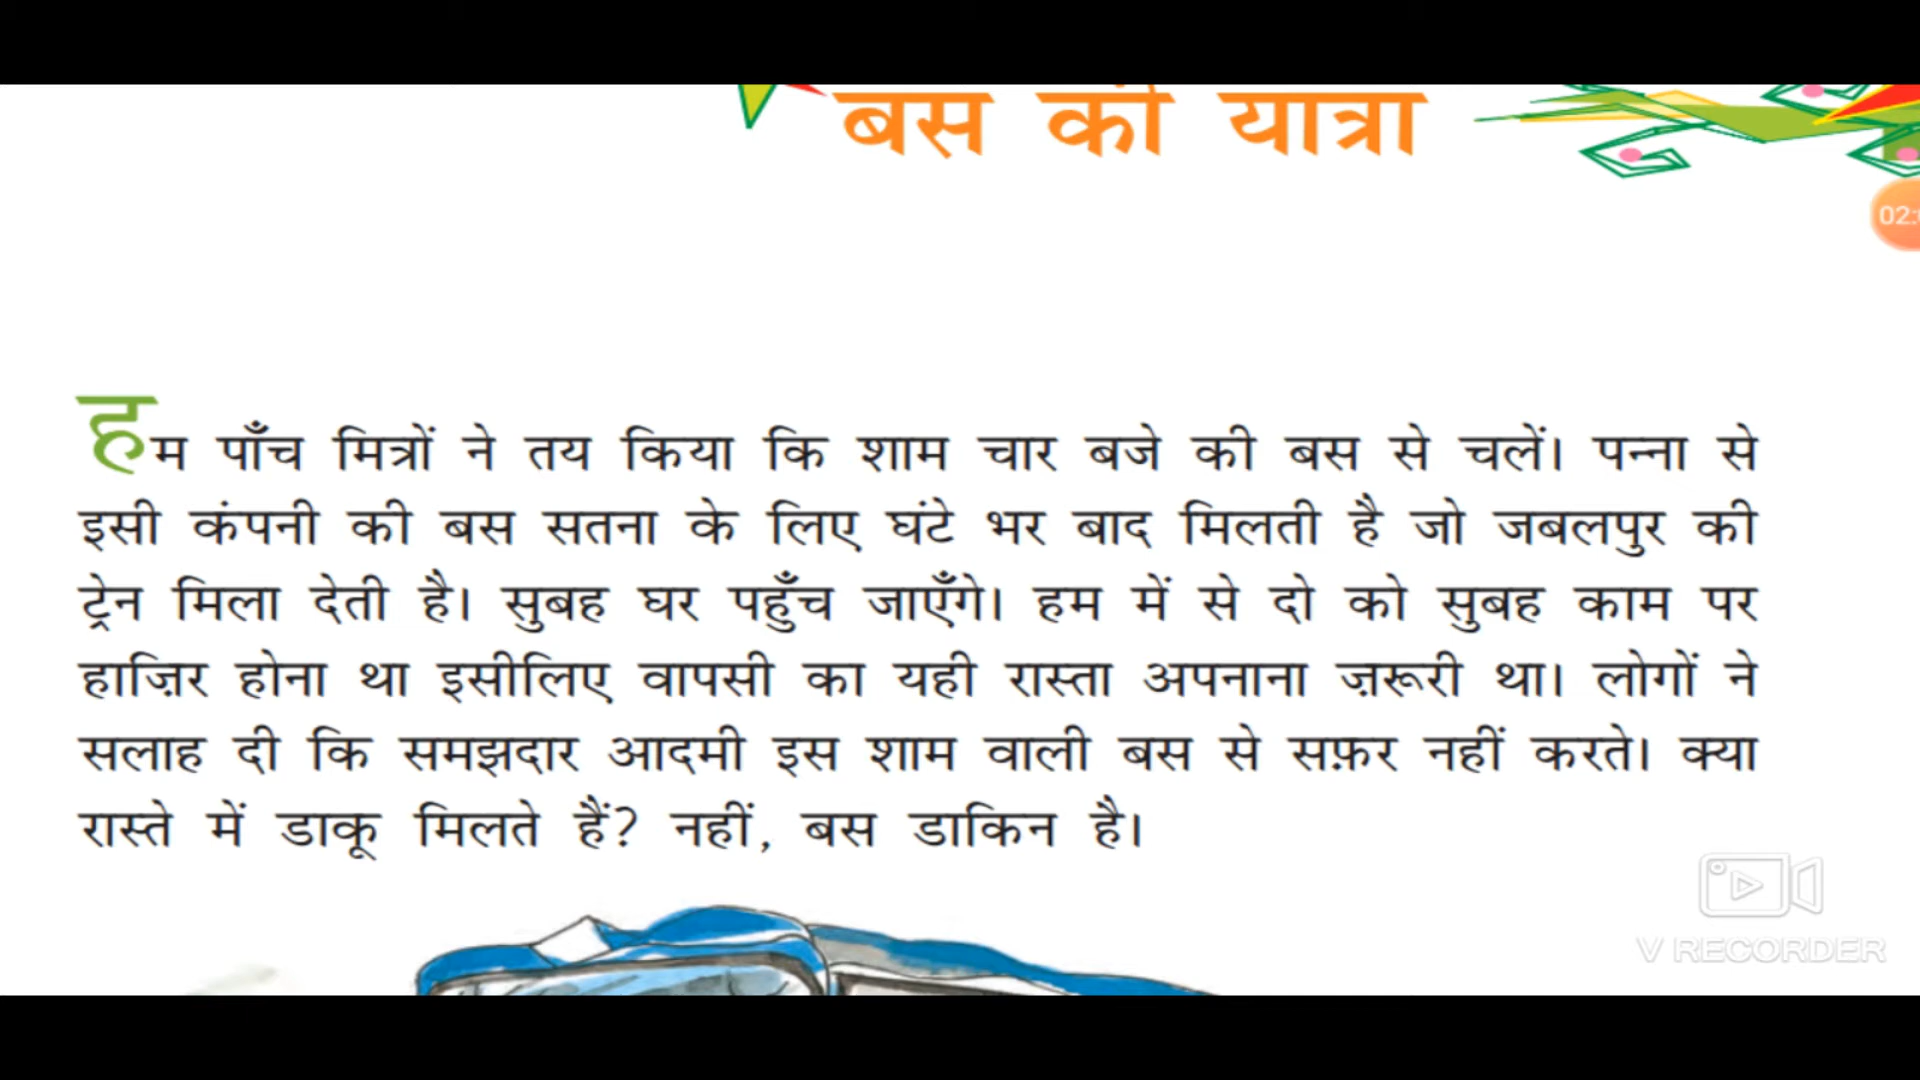 बस की यात्रा
02:
हम पाँच मित्रों ने तय किया कि शाम चार बजे की बस से चलें। पन्ना से
इसी कंपनी की बस सतना के लिए घंटे भर बाद मिलती है जो जबलपुर की
ट्रेन मिला देती है। सुबह घर पहुँच जाएँगे। हम में से दो को सुबह काम पर
हाज़िर होना था इसीलिए वापसी का यही रास्ता अपनाना ज़रूरी था। लोगों ने
सलाह दी कि समझदार आदमी इस शाम वाली बस से सफ़र नहीं करते। क्या
रास्ते में डाकू मिलते हैं? नहीं, बस डाकिन है।
V RECORDER